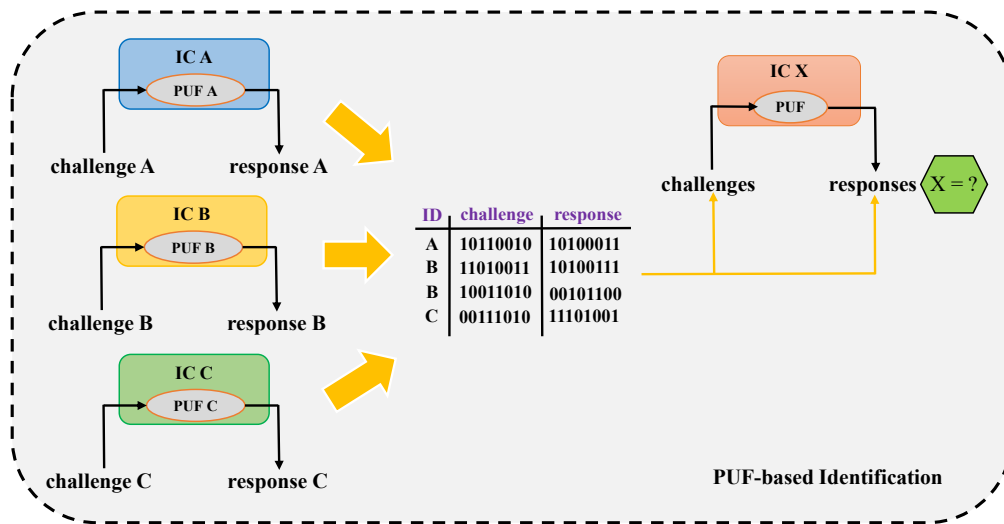 IC A
PUF A
challenge A
response A
IC B
PUF B
challenge B
response B
IC C
PUF C
challenge C
response C
ID challenge response
A 10110010 10100011
B 11010011 10100111
B 10011010 00101100
C 00111010 11101001
IC X
PUF
challenges
responses
X = ?
PUF-based Identification